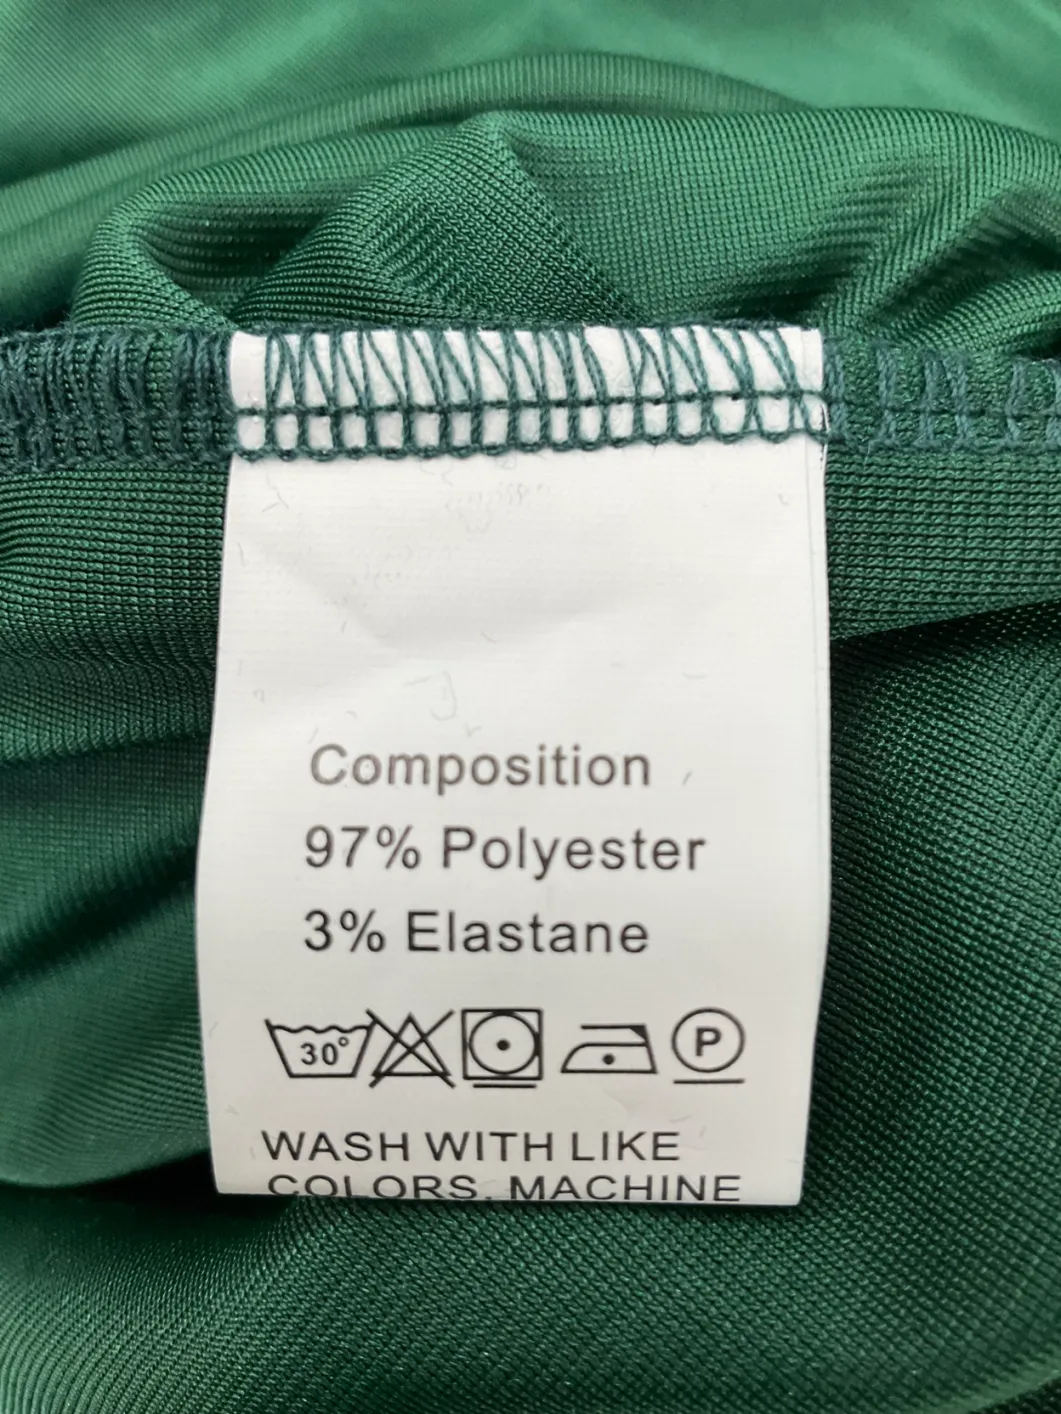 Composition
97% Polyester
3% Elastane
30° P
WASH WITH LIKE
COLORS, MACHINE